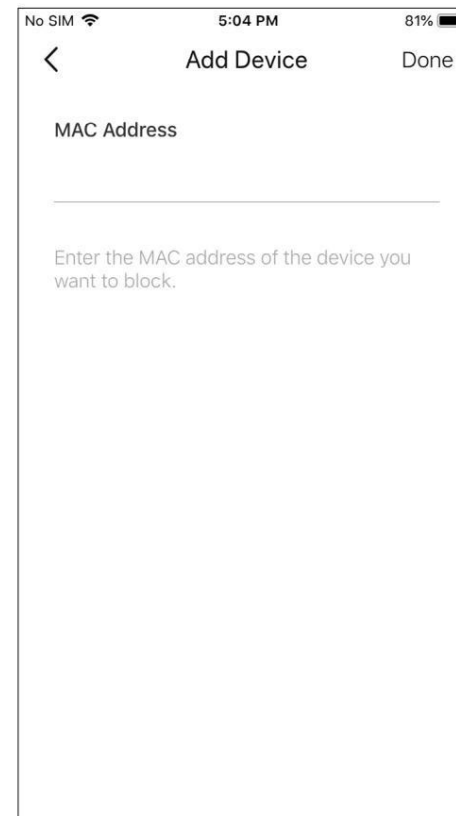 No SIM 5:04 PM 81%
Add Device Done
MAC Address
Enter the MAC address of the device you
want to block.